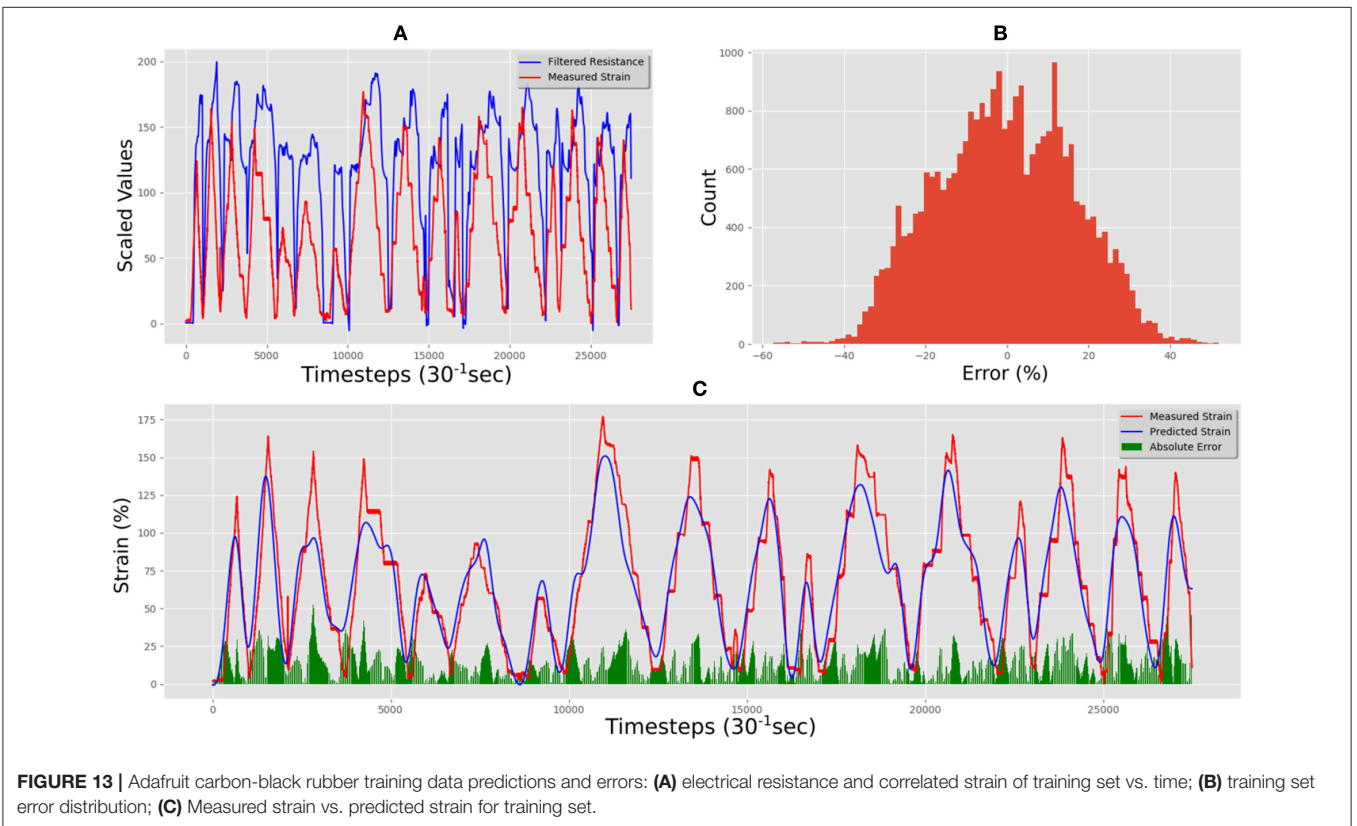 A
Filtered Resistance
Measured Strain
Scaled Values
200
150
100
50
0
0 5000 10000 15000 20000 25000
Timesteps (30⁻¹sec)
B
Count
1000
800
600
400
200
0
−60 −40 −20 0 20 40
Error (%)
C
Measured Strain
Predicted Strain
Absolute Error
Strain (%)
175
150
125
100
75
50
25
0
0 5000 10000 15000 20000 25000
Timesteps (30⁻¹sec)
FIGURE 13 | Adafruit carbon-black rubber training data predictions and errors: (A) electrical resistance and correlated strain of training set vs. time; (B) training set
error distribution; (C) Measured strain vs. predicted strain for training set.